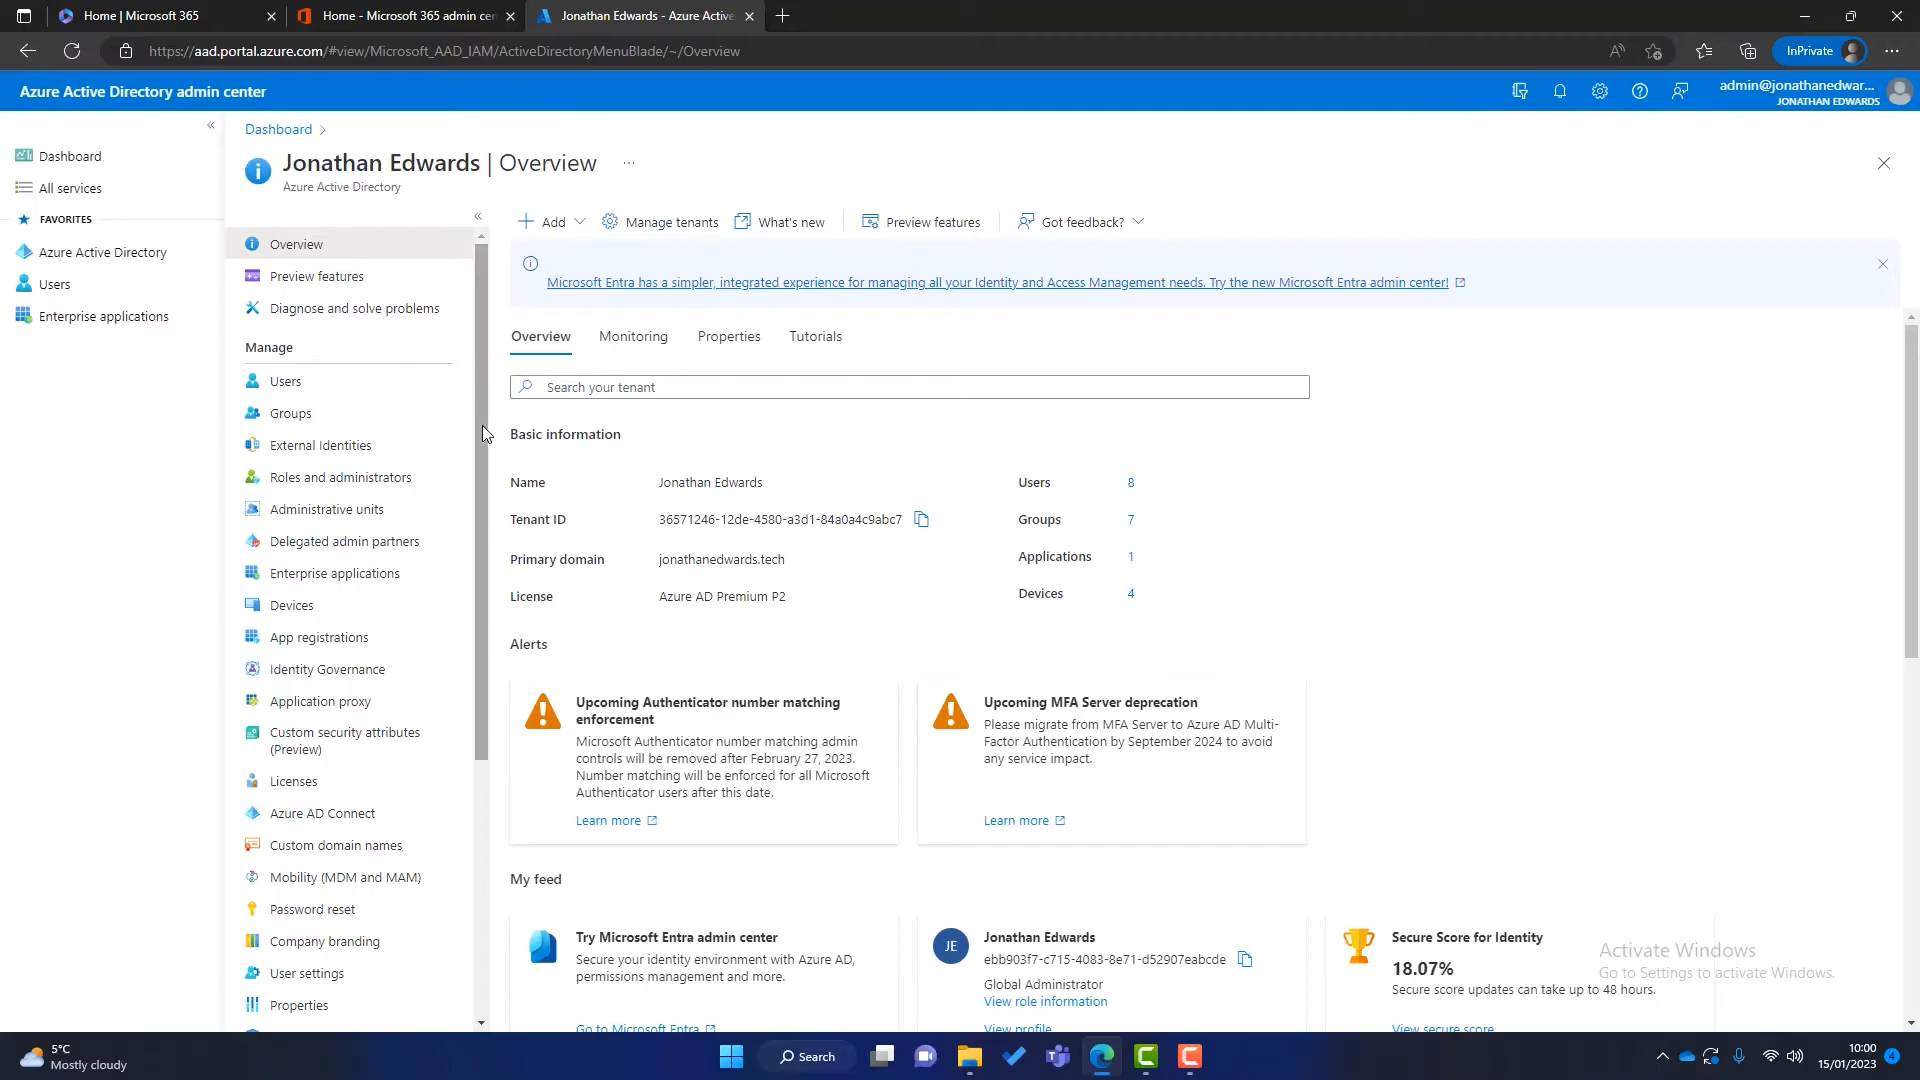 Home | Microsoft 365
Home - Microsoft 365 admin cen
Jonathan Edwards - Azure Active
https://aad.portal.azure.com/#view/Microsoft_AAD_IAM/ActiveDirectoryMenuBlade/~/Overview
InPrivate
Azure Active Directory admin center
admin@jonathanedwar...
JONATHAN EDWARDS
Dashboard
All services
FAVORITES
Azure Active Directory
Users
Enterprise applications
Dashboard
Jonathan Edwards | Overview
Azure Active Directory
Overview
Preview features
Diagnose and solve problems
Manage
Users
Groups
External Identities
Roles and administrators
Administrative units
Delegated admin partners
Enterprise applications
Devices
App registrations
Identity Governance
Application proxy
Custom security attributes
(Preview)
Licenses
Azure AD Connect
Custom domain names
Mobility (MDM and MAM)
Password reset
Company branding
User settings
Properties
Add
Manage tenants
What's new
Preview features
Got feedback?
Microsoft Entra has a simpler, integrated experience for managing all your Identity and Access Management needs. Try the new Microsoft Entra admin center!
Overview
Monitoring
Properties
Tutorials
Search your tenant
Basic information
Name Jonathan Edwards Users 8
Tenant ID 36571246-12de-4580-a3d1-84a0a4c9abc7 Groups 7
Primary domain jonathanedwards.tech Applications 1
License Azure AD Premium P2 Devices 4
Alerts
Upcoming Authenticator number matching
enforcement
Microsoft Authenticator number matching admin
controls will be removed after February 27, 2023.
Number matching will be enforced for all Microsoft
Authenticator users after this date.
Learn more
Upcoming MFA Server deprecation
Please migrate from MFA Server to Azure AD Multi-
Factor Authentication by September 2024 to avoid
any service impact.
Learn more
My feed
Try Microsoft Entra admin center
Secure your identity environment with Azure AD,
permissions management and more.
Go to Microsoft Entra
JE
Jonathan Edwards
ebb903f7-c715-4083-8e71-d52907eabcde
Global Administrator
View role information
View profile
Secure Score for Identity
18.07%
Secure score updates can take up to 48 hours.
View secure score
Activate Windows
Go to Settings to activate Windows.
5°C
Mostly cloudy
Search
10:00
15/01/2023
4